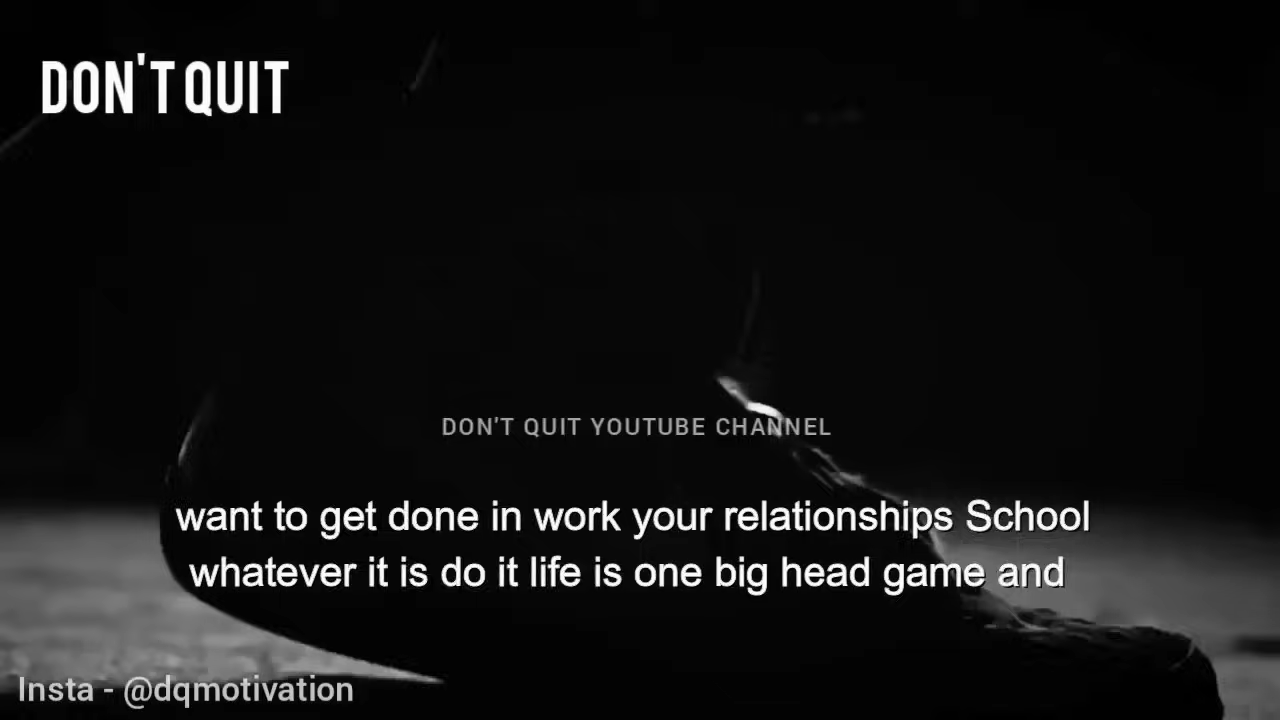 DON'T QUIT
DON'T QUIT YOUTUBE CHANNEL
want to get done in work your relationships School
whatever it is do it life is one big head game and
Insta - @dqmotivation